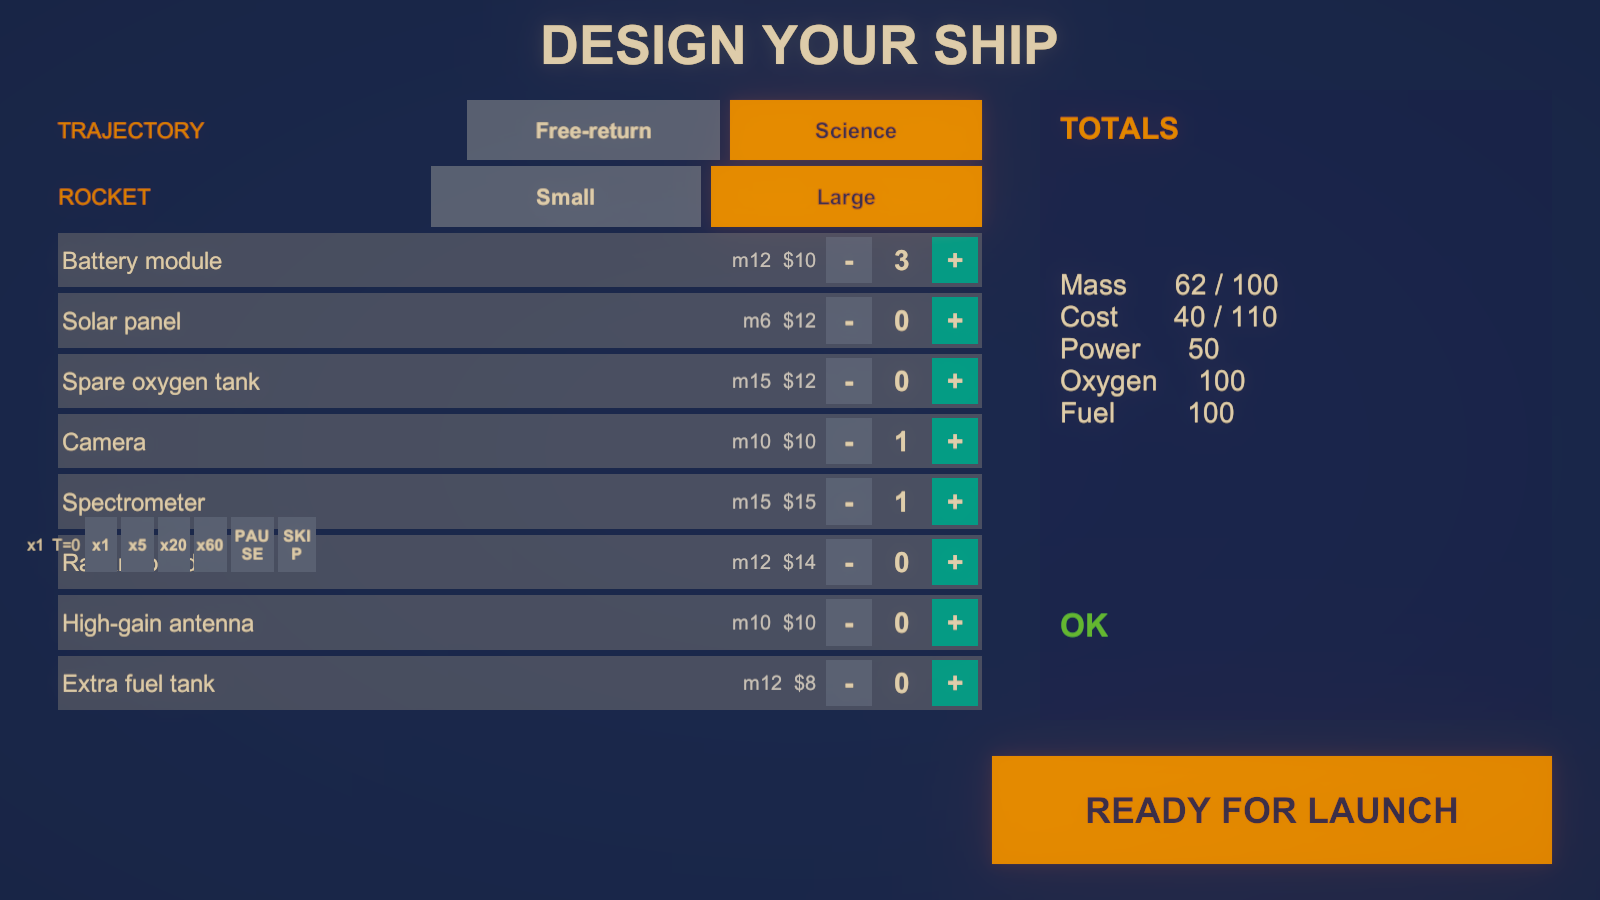 DESIGN YOUR SHIP
TRAJECTORY Free-return Science
ROCKET Small Large
Battery module m12 $10 - 3 +
Solar panel m6 $12 - 0 +
Spare oxygen tank m15 $12 - 0 +
Camera m10 $10 - 1 +
Spectrometer m15 $15 - 1 +
x1 T=0 x1 x5 x20 x60 PAUSE SKIP
m12 $14 - 0 +
High-gain antenna m10 $10 - 0 +
Extra fuel tank m12 $8 - 0 +
TOTALS
Mass 62 / 100
Cost 40 / 110
Power 50
Oxygen 100
Fuel 100
OK
READY FOR LAUNCH